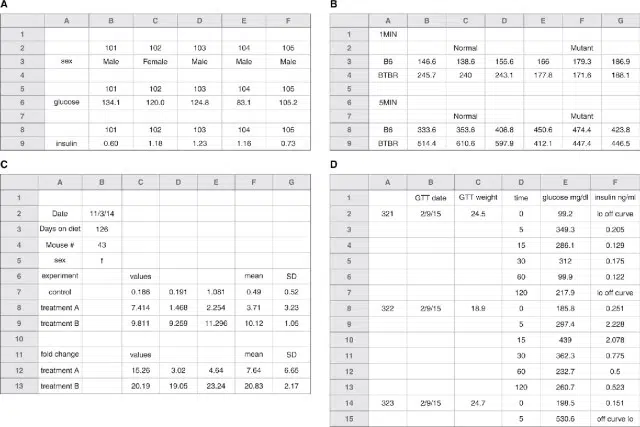 A
A B C D E F
1
2 101 102 103 104 105
3 sex Male Female Male Male Male
4
5 101 102 103 104 105
6 glucose 134.1 120.0 124.8 83.1 105.2
7
8 101 102 103 104 105
9 insulin 0.60 1.18 1.23 1.16 0.73
B
A B C D E F G
1 1MIN
2 Normal Mutant
3 B6 146.6 138.6 155.6 166 179.3 186.9
4 BTBR 245.7 240 243.1 177.8 171.6 188.1
5
6 5MIN
7 Normal Mutant
8 B6 333.6 353.6 408.8 450.6 474.4 423.8
9 BTBR 514.4 610.6 597.9 412.1 447.4 446.5
C
A B C D E F G
1
2 Date 11/3/14
3 Days on diet 126
4 Mouse # 43
5 sex f
6 experiment values mean SD
7 control 0.186 0.191 1.081 0.49 0.52
8 treatment A 7.414 1.468 2.254 3.71 3.23
9 treatment B 9.811 9.259 11.296 10.12 1.05
10
11 fold change values mean SD
12 treatment A 15.26 3.02 4.64 7.64 6.65
13 treatment B 20.19 19.05 23.24 20.83 2.17
D
A B C D E F
1 GTT date GTT weight time glucose mg/dl insulin ng/ml
2 321 2/9/15 24.5 0 99.2 lo off curve
3 5 349.3 0.205
4 15 286.1 0.129
5 30 312 0.175
6 60 99.9 0.122
7 120 217.9 lo off curve
8 322 2/9/15 18.9 0 185.8 0.251
9 5 297.4 2.228
10 15 439 2.078
11 30 362.3 0.775
12 60 232.7 0.5
13 120 260.7 0.523
14 323 2/9/15 24.7 0 198.5 0.151
15 5 530.6 off curve lo